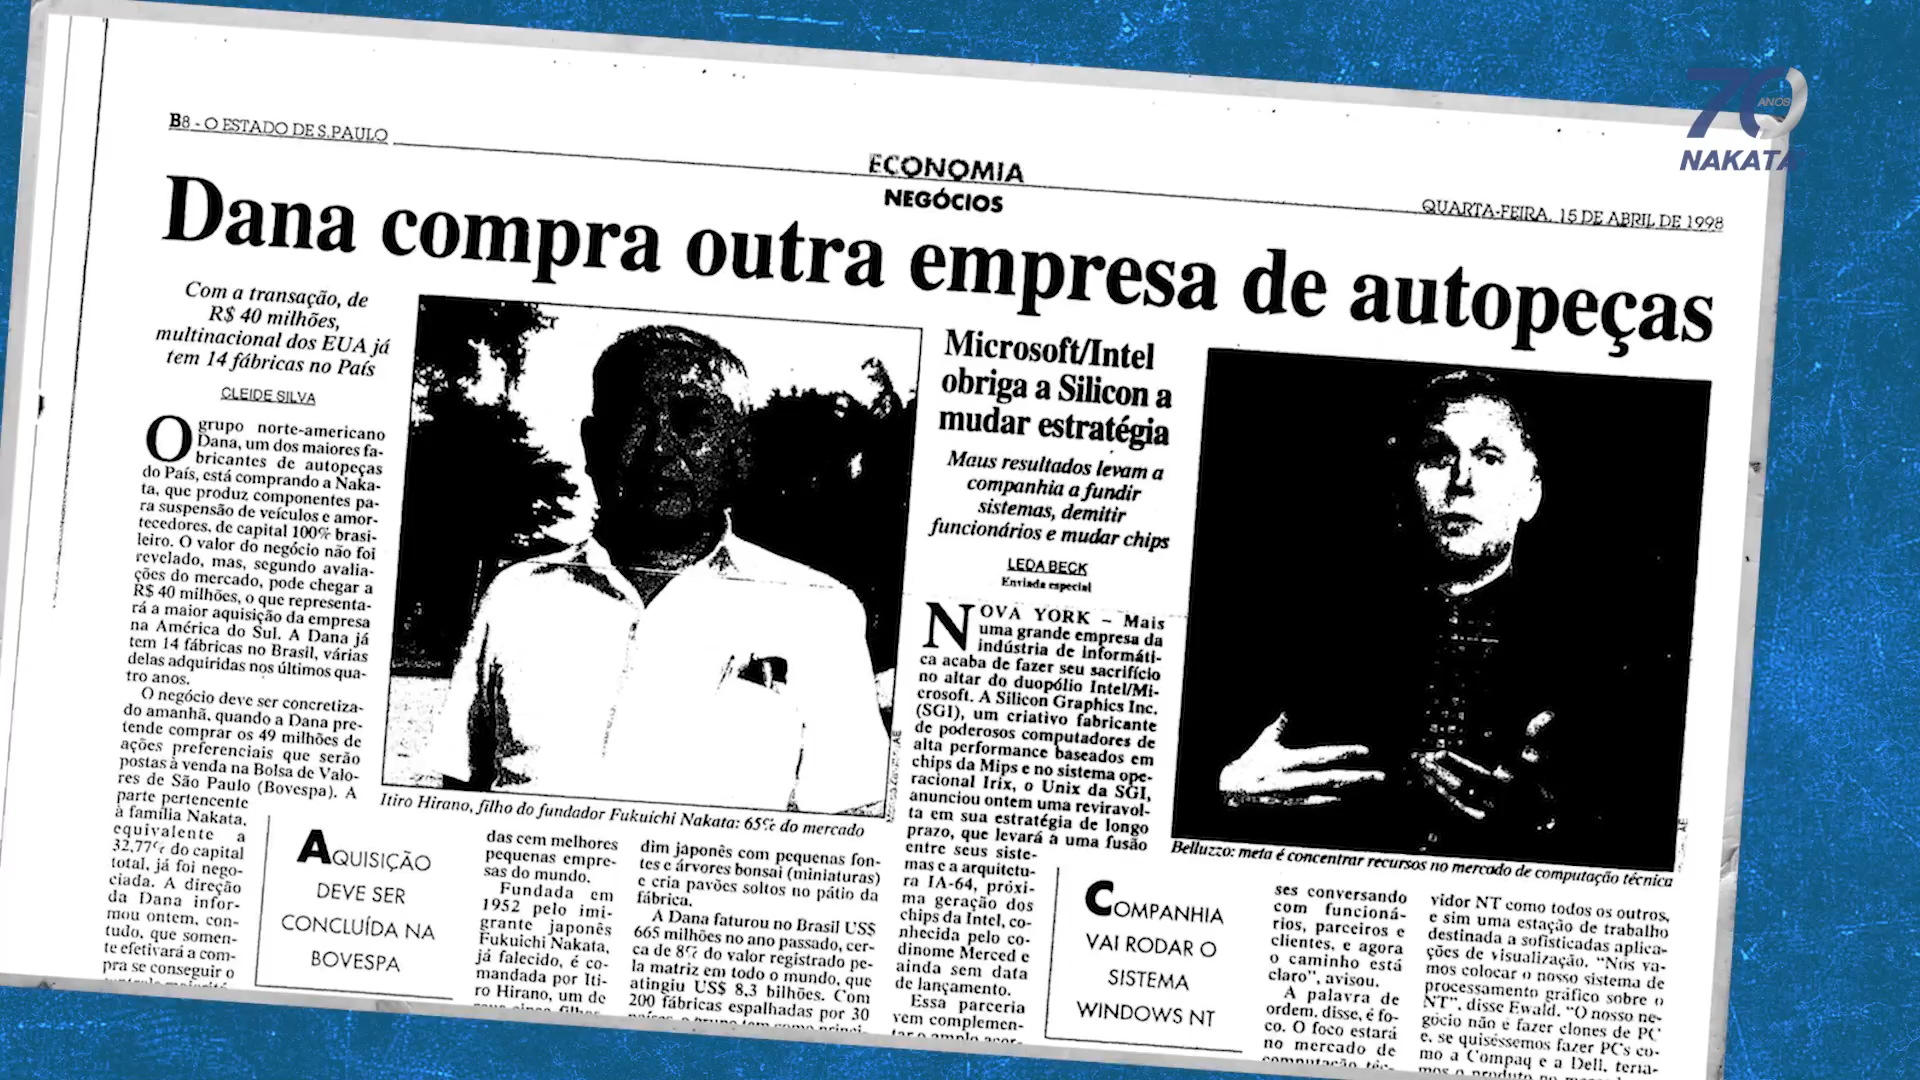 70 ANOS
NAKATA
B8 - O ESTADO DE S.PAULO
ECONOMIA
NEGÓCIOS
QUARTA-FEIRA, 15 DE ABRIL DE 1998
Dana compra outra empresa de autopeças
Com a transação, de
R$ 40 milhões,
multinacional dos EUA já
tem 14 fábricas no País
CLEIDE SILVA
O grupo norte-americano
Dana, um dos maiores fa-
bricantes de autopeças
do País, está comprando a Naka-
ta, que produz componentes pa-
ra suspensão de veículos e amor-
tecedores, de capital 100% brasi-
leiro. O valor do negócio não foi
revelado, mas, segundo avalia-
ções do mercado, pode chegar a
R$ 40 milhões, o que representa-
rá a maior aquisição da empresa
na América do Sul. A Dana já
tem 14 fábricas no Brasil, várias
delas adquiridas nos últimos qua-
tro anos.
O negócio deve ser concretiza-
do amanhã, quando a Dana pre-
tende comprar os 49 milhões de
ações preferenciais que serão
postas à venda na Bolsa de Valo-
res de São Paulo (Bovespa). A
parte pertencente
à família Nakata,
equivalente a
32,77% do capital
total, já foi nego-
ciada. A direção
da Dana infor-
mou ontem, con-
tudo, que somen-
te efetivará a com-
pra se conseguir o
Itiro Hirano, filho do fundador Fukuichi Nakata: 65% do mercado
AQUISIÇÃO
DEVE SER
CONCLUÍDA NA
BOVESPA
das cem melhores
pequenas empre-
sas do mundo.
Fundada em
1952 pelo imi-
grante japonês
Fukuichi Nakata,
já falecido, é co-
mandada por Iti-
ro Hirano, um de
dim japonês com pequenas fon-
tes e árvores bonsai (miniaturas)
e cria pavões soltos no pátio da
fábrica.
A Dana faturou no Brasil US$
665 milhões no ano passado, cer-
ca de 8% do valor registrado pe-
la matriz em todo o mundo, que
atingiu US$ 8,3 bilhões. Com
200 fábricas espalhadas por 30
Microsoft/Intel
obriga a Silicon a
mudar estratégia
Maus resultados levam a
companhia a fundir
sistemas, demitir
funcionários e mudar chips
LEDA BECK
Enviada especial
NOVA YORK – Mais
uma grande empresa da
indústria de informáti-
ca acaba de fazer seu sacrifício
no altar do duopólio Intel/Mi-
crosoft. A Silicon Graphics Inc.
(SGI), um criativo fabricante
de poderosos computadores de
alta performance baseados em
chips da Mips e no sistema ope-
racional Irix, o Unix da SGI,
anunciou ontem uma reviravol-
ta em sua estratégia de longo
prazo, que levará à uma fusão
entre seus siste-
mas e a arquitetu-
ra IA-64, próxi-
ma geração dos
chips da Intel, co-
nhecida pelo co-
dinome Merced e
ainda sem data
de lançamento.
Essa parceria
vem complemen-
tar o amplo acor-
Belluzzo: meta é concentrar recursos no mercado de computação técnica
COMPANHIA
VAI RODAR O
SISTEMA
WINDOWS NT
ses conversando
com funcioná-
rios, parceiros e
clientes, e agora
o caminho está
claro", avisou.
A palavra de
ordem, disse, é fo-
co. O foco estará
no mercado de
computação téc-
vidor NT como todos os outros,
e sim uma estação de trabalho
destinada a sofisticadas aplica-
ções de visualização. "Nós va-
mos colocar o nosso sistema de
processamento gráfico sobre o
NT", disse Ewald. "O nosso ne-
gócio não é fazer clones de PC
e, se quiséssemos fazer PCs co-
mo a Compaq e a Dell, tería-
mos o produto no